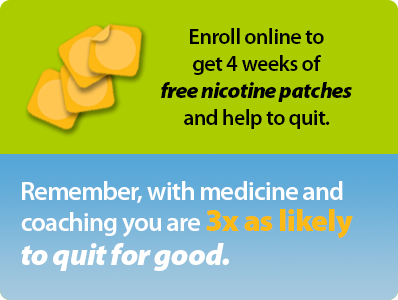 Enroll online to
get 4 weeks of
free nicotine patches
and help to quit.
Remember, with medicine and
coaching you are 3x as likely
to quit for good.